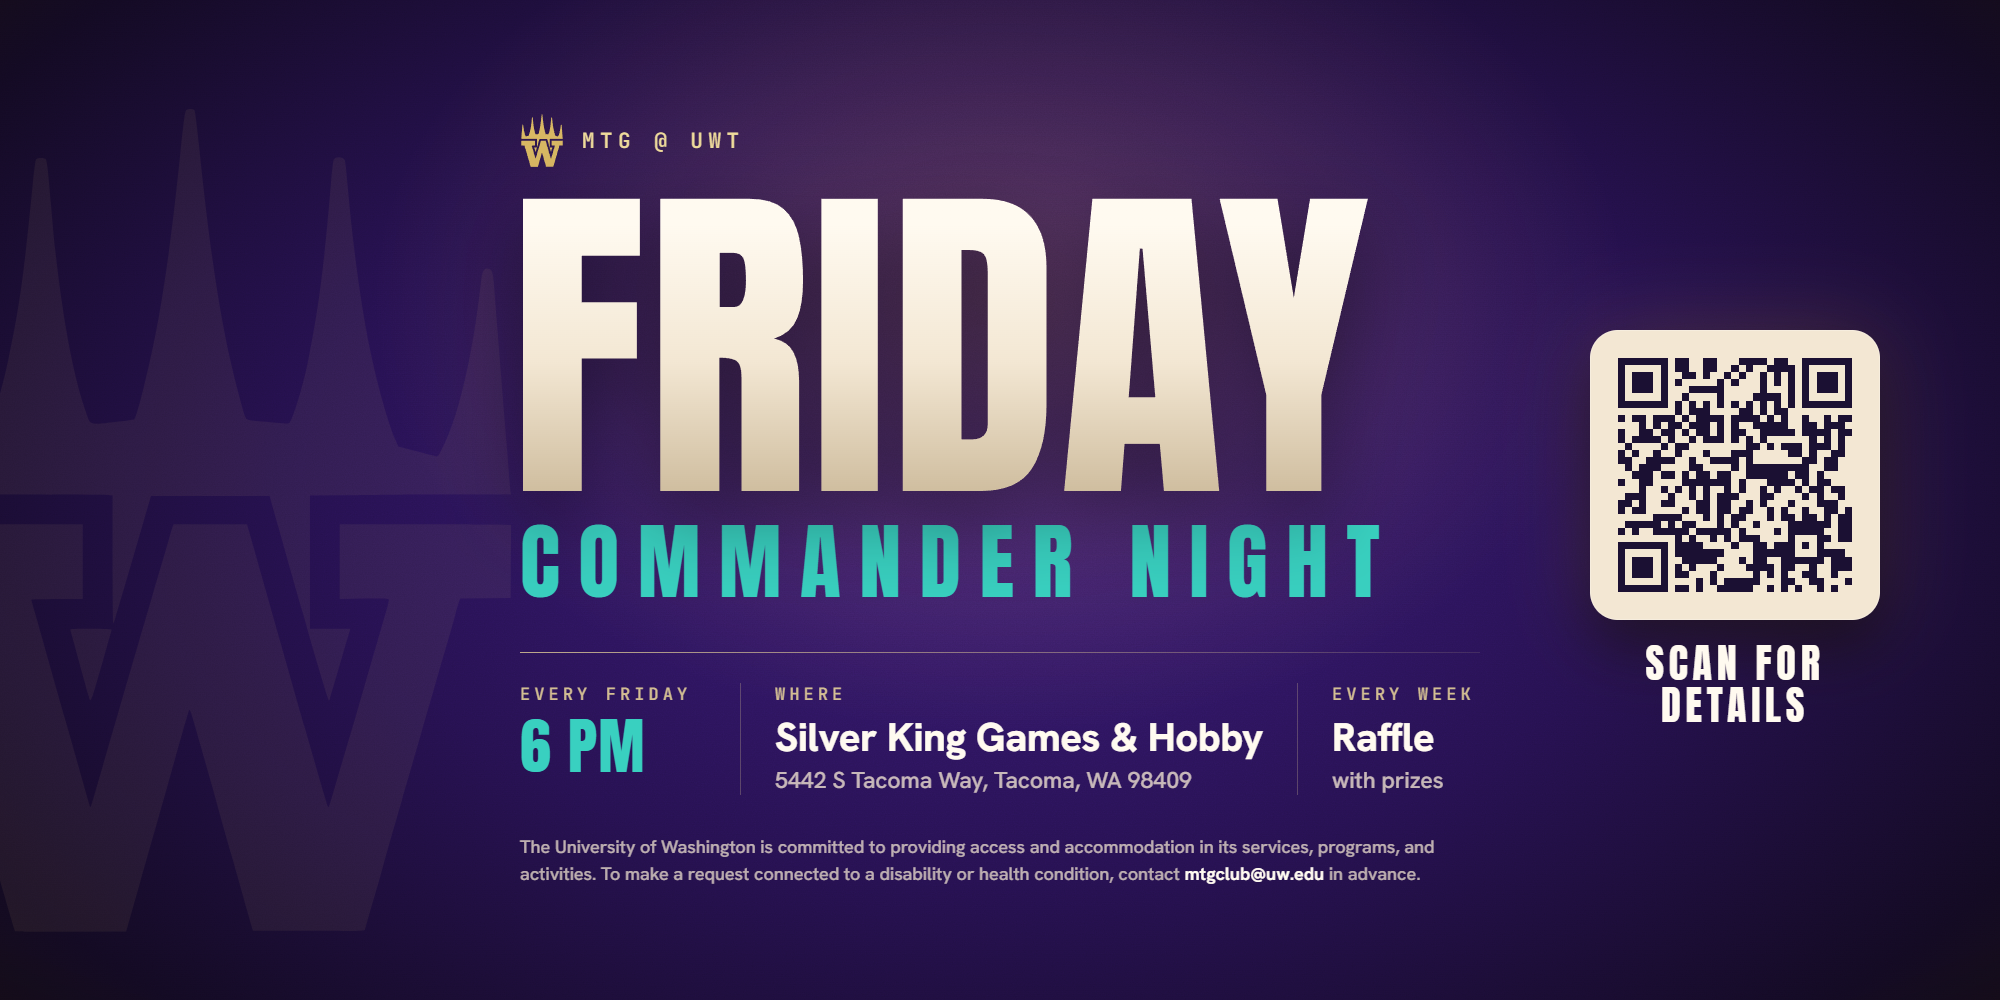 MTG @ UWT
FRIDAY
COMMANDER NIGHT
EVERY FRIDAY
6 PM
WHERE
Silver King Games & Hobby
5442 S Tacoma Way, Tacoma, WA 98409
EVERY WEEK
Raffle
with prizes
The University of Washington is committed to providing access and accommodation in its services, programs, and
activities. To make a request connected to a disability or health condition, contact mtgclub@uw.edu in advance.
SCAN FOR
DETAILS